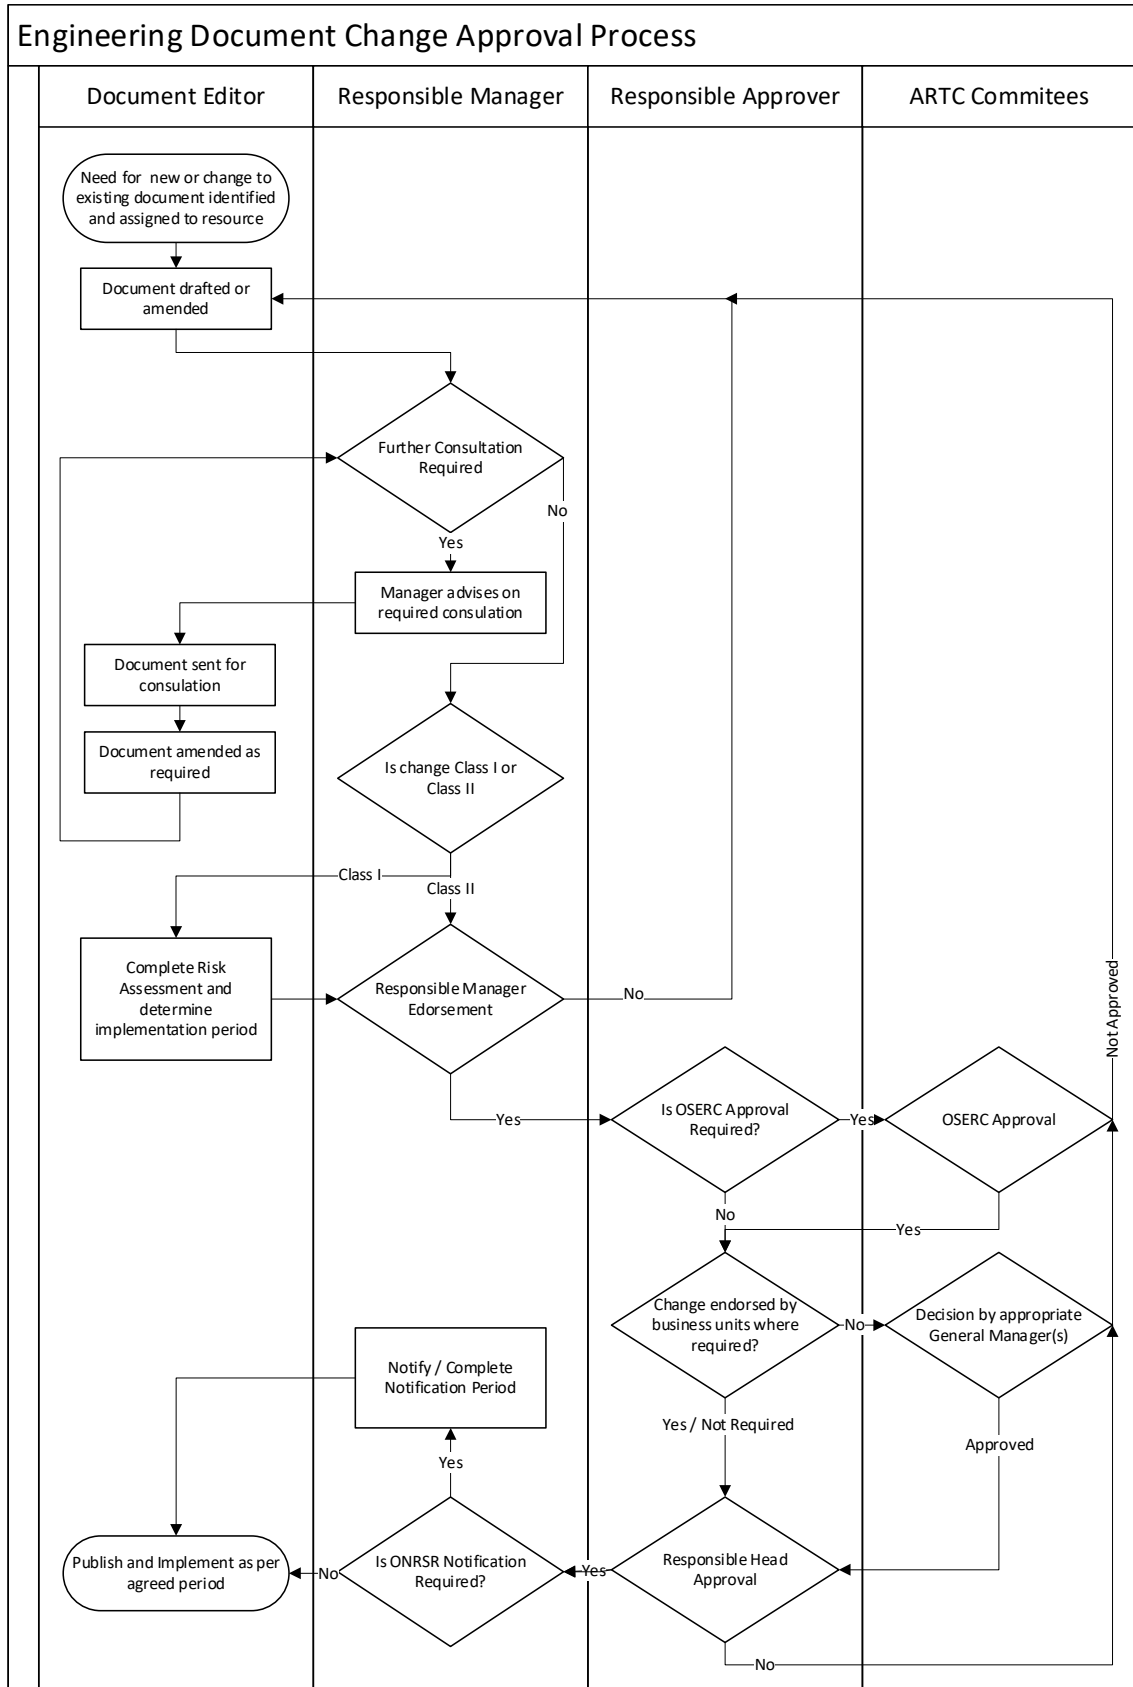 Engineering Document Change Approval Process
Document Editor
Responsible Manager
Responsible Approver
ARTC Commitees
Need for new or change to
existing document identified
and assigned to resource
Document drafted or
amended
Further Consultation
Required
No
Yes
Manager advises on
required consulation
Document sent for
consulation
Document amended as
required
Is change Class I or
Class II
Class I
Class II
Complete Risk
Assessment and
determine
implementation period
Responsible Manager
Edorsement
No
Not Approved
Yes
Is OSERC Approval
Required?
Yes
OSERC Approval
No
Yes
Change endorsed by
business units where
required?
No
Decision by appropriate
General Manager(s)
Notify / Complete
Notification Period
Yes / Not Required
Approved
Yes
Publish and Implement as per
agreed period
No
Is ONRSR Notification
Required?
Yes
Responsible Head
Approval
No